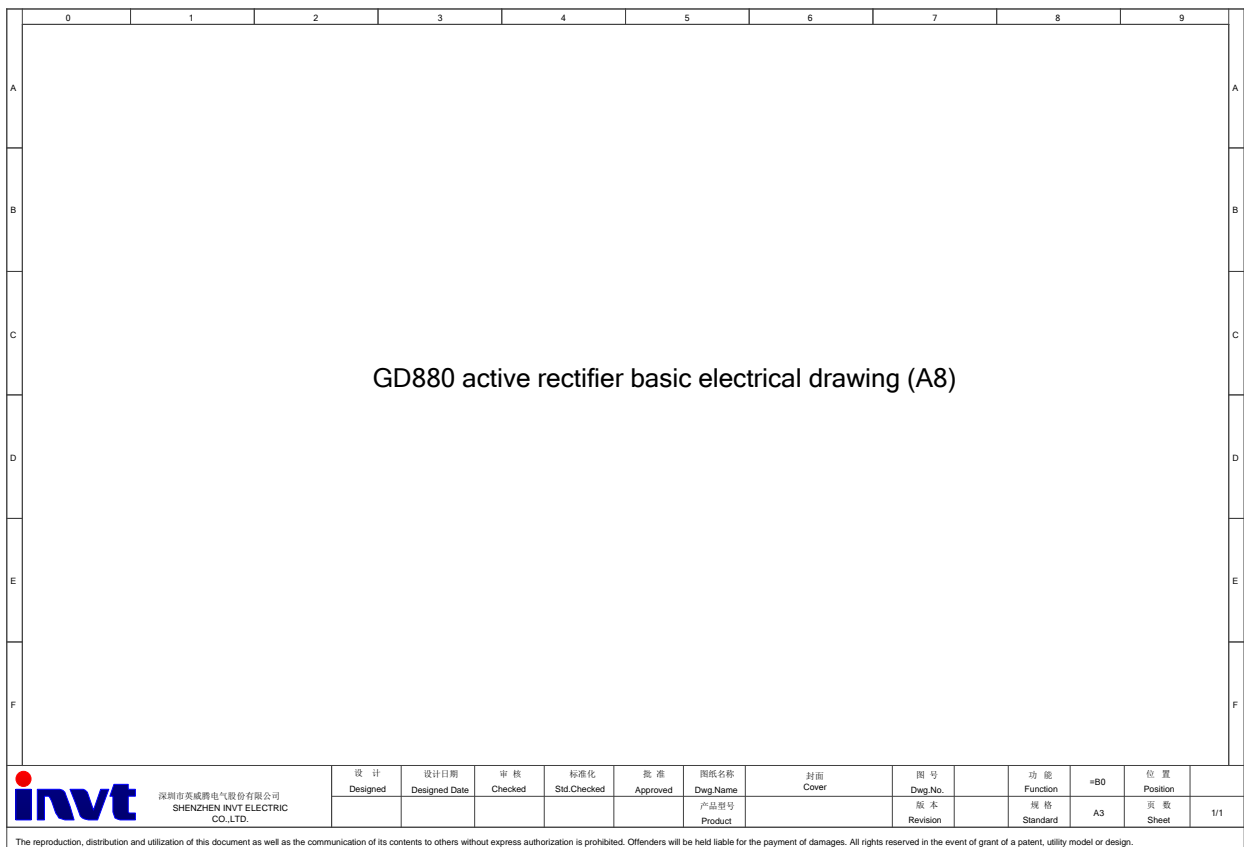 0 1 2 3 4 5 6 7 8 9
A A
B B
C C
GD880 active rectifier basic electrical drawing (A8)
D D
E E
F F
invt
深圳市英威腾电气股份有限公司
SHENZHEN INVT ELECTRIC
CO.,LTD.
设 计 设计日期 审 核 标准化 批 准 图纸名称 封面 图 号 功 能 =B0 位 置
Designed Designed Date Checked Std.Checked Approved Dwg.Name Cover Dwg.No. Function Position
产品型号 版 本 规 格 A3 页 数 1/1
Product Revision Standard Sheet
The reproduction, distribution and utilization of this document as well as the communication of its contents to others without express authorization is prohibited. Offenders will be held liable for the payment of damages. All rights reserved in the event of grant of a patent, utility model or design.